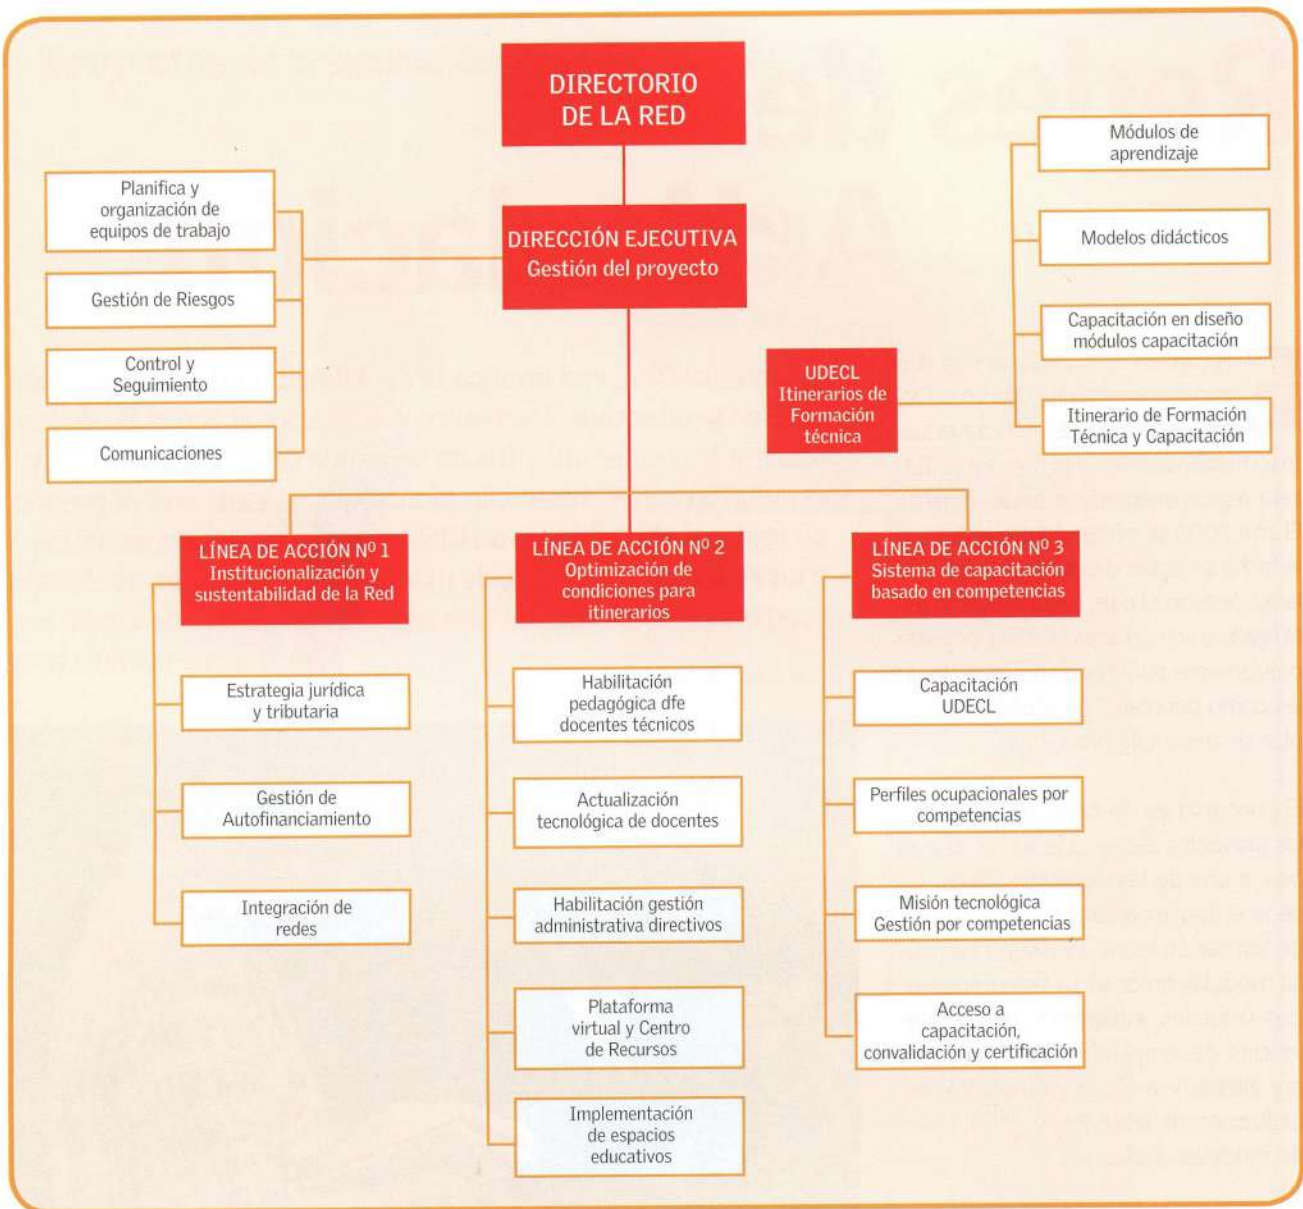 DIRECTORIO
DE LA RED
DIRECCIÓN EJECUTIVA
Gestión del proyecto
Planifica y
organización de
equipos de trabajo
Gestión de Riesgos
Control y
Seguimiento
Comunicaciones
Módulos de
aprendizaje
Modelos didácticos
Capacitación en diseño
módulos capacitación
Itinerario de Formación
Técnica y Capacitación
UDECL
Itinerarios de
Formación
técnica
LÍNEA DE ACCIÓN Nº 1
Institucionalización y
sustentabilidad de la Red
Estrategia jurídica
y tributaria
Gestión de
Autofinanciamiento
Integración de
redes
LÍNEA DE ACCIÓN Nº 2
Optimización de
condiciones para
itinerarios
Habilitación
pedagógica dfe
docentes técnicos
Actualización
tecnológica de docentes
Habilitación gestión
administrativa directivos
Plataforma
virtual y Centro
de Recursos
Implementación
de espacios
educativos
LÍNEA DE ACCIÓN Nº 3
Sistema de capacitación
basado en competencias
Capacitación
UDECL
Perfiles ocupacionales por
competencias
Misión tecnológica
Gestión por competencias
Acceso a
capacitación,
convalidación y certificación